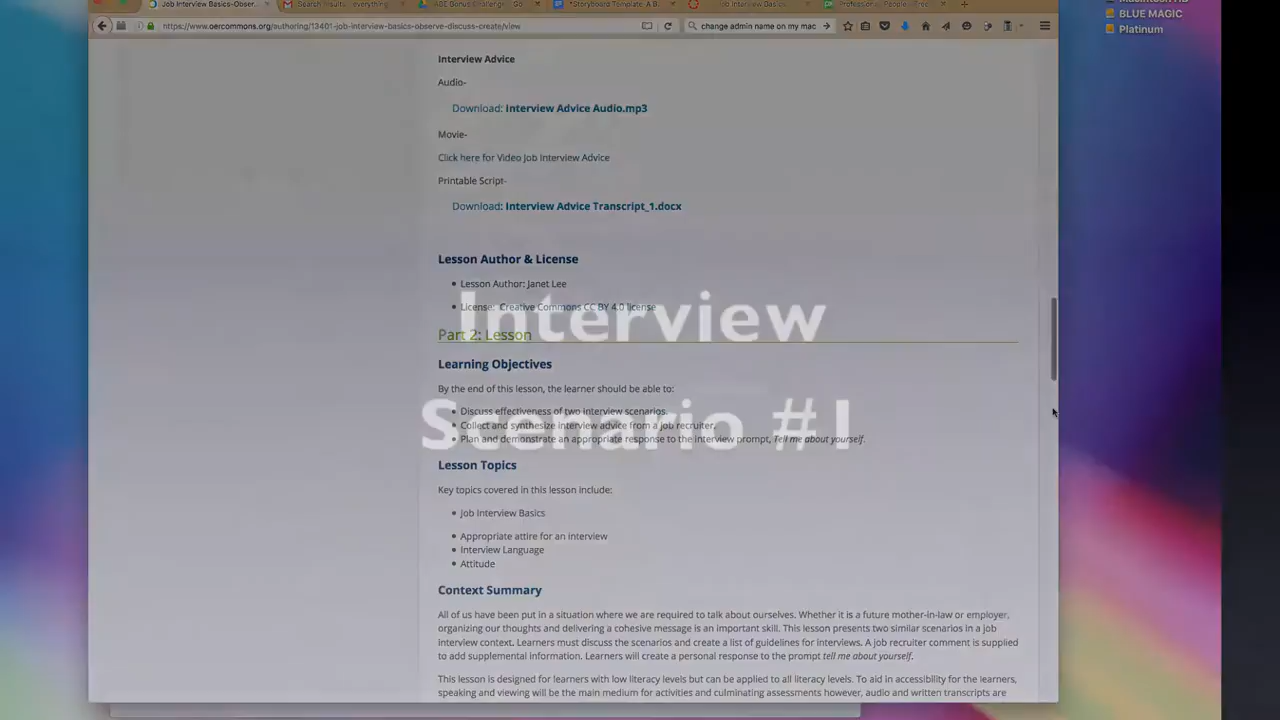 Job Interview Basics-Obser...
Search results
everything
*Storyboard Template: A B...
Job Interview Basics
https://www.oercommons.org/authoring/13401-job-interview-basics-observe-discuss-create/view
change admin name on my mac
BLUE MAGIC
Platinum
Interview Advice
Audio-
Download: Interview Advice Audio.mp3
Movie-
Click here for Video Job Interview Advice
Printable Script-
Download: Interview Advice Transcript_1.docx
Lesson Author & License
Lesson Author: Janet Lee
License: Creative Commons CC BY 4.0 license
Interview
Scenario #1
Part 2: Lesson
Learning Objectives
By the end of this lesson, the learner should be able to:
Discuss effectiveness of two interview scenarios.
Collect and synthesize interview advice from a job recruiter.
Plan and demonstrate an appropriate response to the interview prompt, Tell me about yourself.
Lesson Topics
Key topics covered in this lesson include:
Job Interview Basics
Appropriate attire for an interview
Interview Language
Attitude
Context Summary
All of us have been put in a situation where we are required to talk about ourselves. Whether it is a future mother-in-law or employer,
organizing our thoughts and delivering a cohesive message is an important skill. This lesson presents two similar scenarios in a job
interview context. Learners must discuss the scenarios and create a list of guidelines for interviews. A job recruiter comment is supplied
to add supplemental information. Learners will create a personal response to the prompt tell me about yourself.
This lesson is designed for learners with low literacy levels but can be applied to all literacy levels. To aid in accessibility for the learners,
speaking and viewing will be the main medium for activities and culminating assessments however, audio and written transcripts are